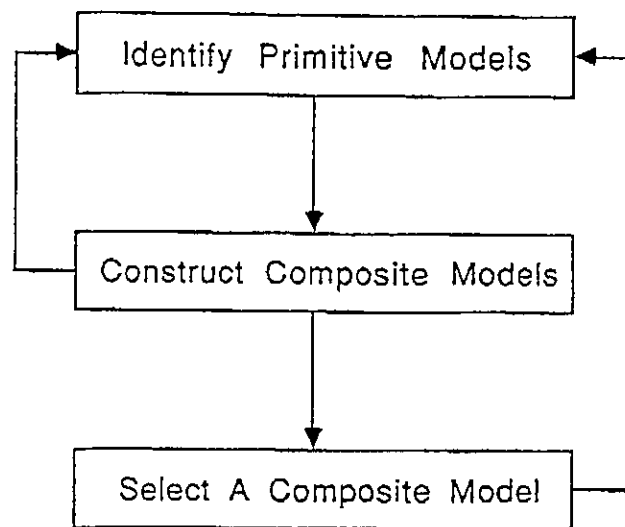 Identify Primitive Models
Construct Composite Models
Select A Composite Model